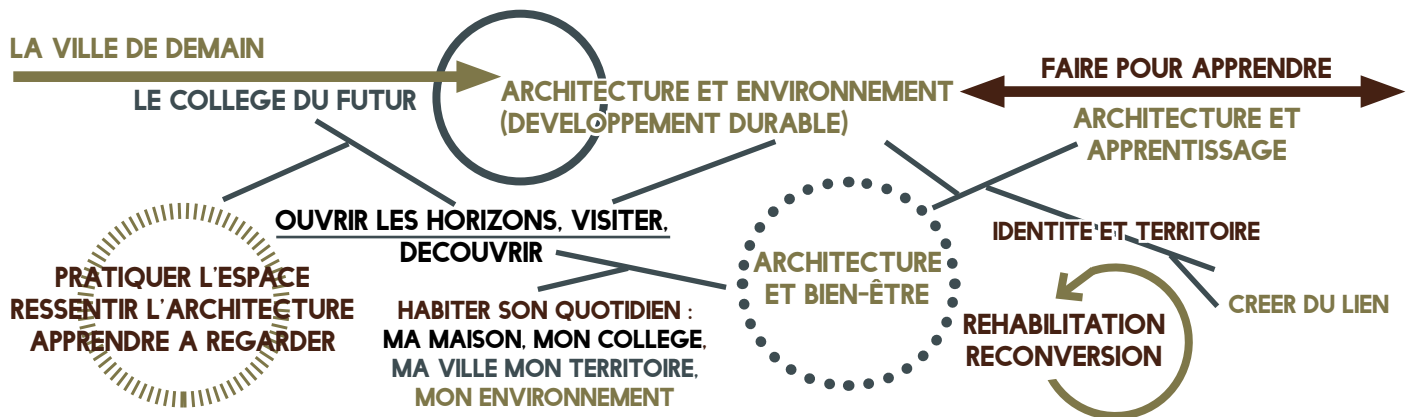 LA VILLE DE DEMAIN
LE COLLEGE DU FUTUR
ARCHITECTURE ET ENVIRONNEMENT
(DEVELOPPEMENT DURABLE)
FAIRE POUR APPRENDRE
ARCHITECTURE ET
APPRENTISSAGE
OUVRIR LES HORIZONS, VISITER,
DECOUVRIR
PRATIQUER L'ESPACE
RESSENTIR L'ARCHITECTURE
APPRENDRE A REGARDER
HABITER SON QUOTIDIEN :
MA MAISON, MON COLLEGE,
MA VILLE MON TERRITOIRE,
MON ENVIRONNEMENT
ARCHITECTURE
ET BIEN-ÊTRE
IDENTITE ET TERRITOIRE
REHABILITATION
RECONVERSION
CREER DU LIEN